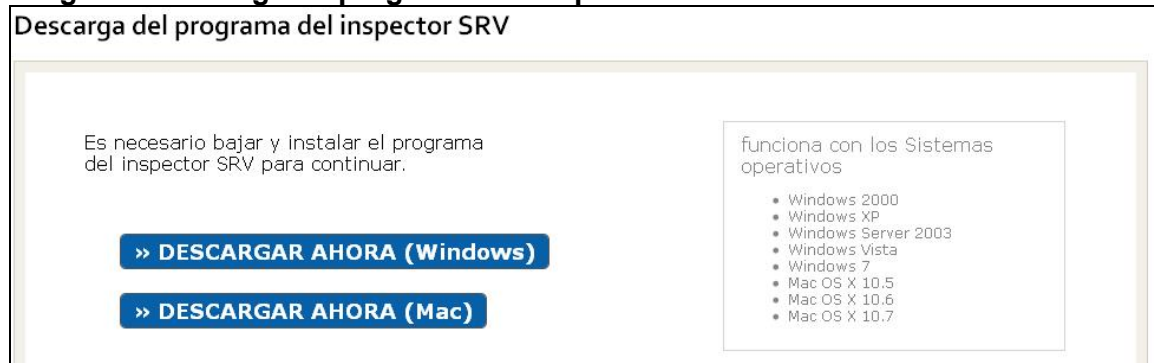 Descarga del programa del inspector SRV
Es necesario bajar y instalar el programa
del inspector SRV para continuar.
» DESCARGAR AHORA (Windows)
» DESCARGAR AHORA (Mac)
funciona con los Sistemas
operativos
• Windows 2000
• Windows XP
• Windows Server 2003
• Windows Vista
• Windows 7
• Mac OS X 10.5
• Mac OS X 10.6
• Mac OS X 10.7